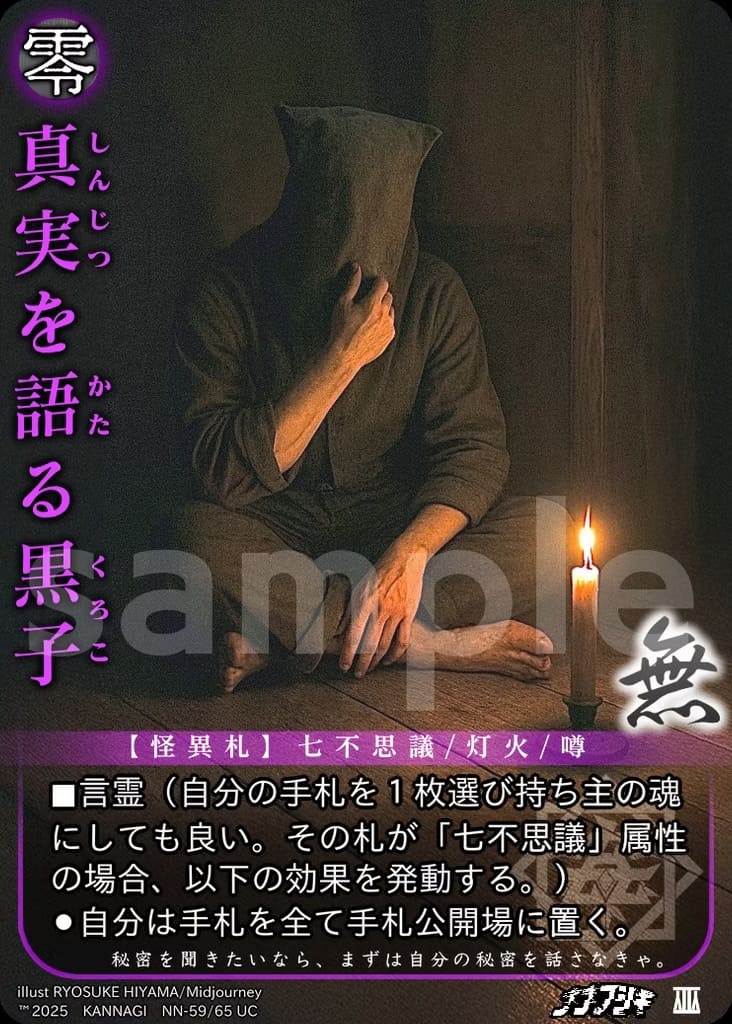 零
真実を語る黒子
しんじつ
かた
くろこ
sample
無
【怪異札】七不思議/灯火/噂
■言霊（自分の手札を１枚選び持ち主の魂
にしても良い。その札が「七不思議」属性
の場合、以下の効果を発動する。）
●自分は手札を全て手札公開場に置く。
秘密を聞きたいなら、まずは自分の秘密を話さなきゃ。
illust RYOSUKE HIYAMA/Midjourney
™2025 KANNAGI NN-59/65 UC
ナナフシギ